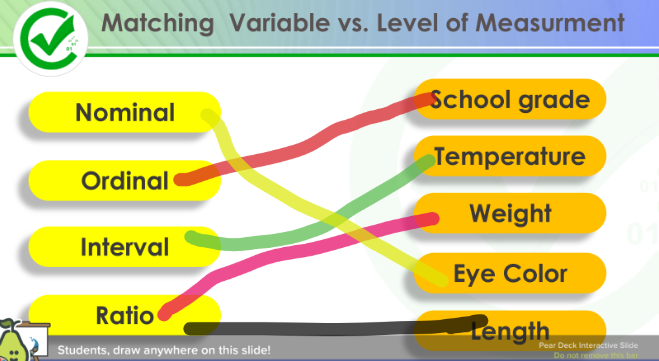 Matching Variable vs. Level of Measurment
Nominal
Ordinal
Interval
Ratio
School grade
Temperature
Weight
Eye Color
Length
Students, draw anywhere on this slide!
Pear Deck Interactive Slide
Do not remove this bar